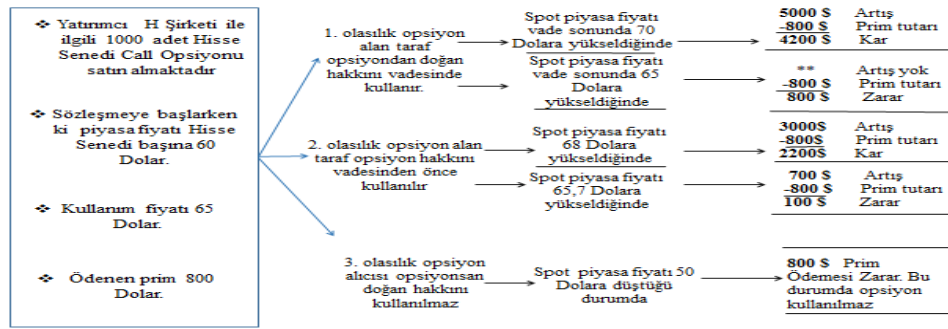 ❖ Yatırımcı H Şirketi ile
ilgili 1000 adet Hisse
Senedi Call Opsiyonu
satın almaktadır
❖ Sözleşmeye başlarken
ki piyasa fiyatı Hisse
Senedi başına 60
Dolar.
❖ Kullanım fiyatı 65
Dolar.
❖ Ödenen prim 800
Dolar.
1. olasılık opsiyon
alan taraf
opsiyondan doğan
hakkını vadesinde
kullanır.
Spot piyasa fiyatı
vade sonunda 70
Dolara yükseldiğinde
5000 $ Artış
-800 $ Prim tutarı
4200 $ Kar
Spot piyasa fiyatı
vade sonunda 65
Dolara
yükseldiğinde
** Artış yok
-800 $ Prim tutarı
800 $ Zarar
2. olasılık opsiyon alan
taraf opsiyon hakkını
vadesinden önce
kullanılır
Spot piyasa fiyatı
68 Dolara
yükseldiğinde
3000$ Artış
-800$ Prim tutarı
2200$ Kar
Spot piyasa fiyatı
65,7 Dolara
yükseldiğinde
700 $ Artış
-800 $ Prim tutarı
100 $ Zarar
3. olasılık opsiyon
alıcısı opsiyonsan
doğan hakkını
kullanılmaz
Spot piyasa fiyatı 50
Dolara düştüğü
durumda
800 $ Prim
Ödemesi Zarar. Bu
durumda opsiyon
kullanılmaz